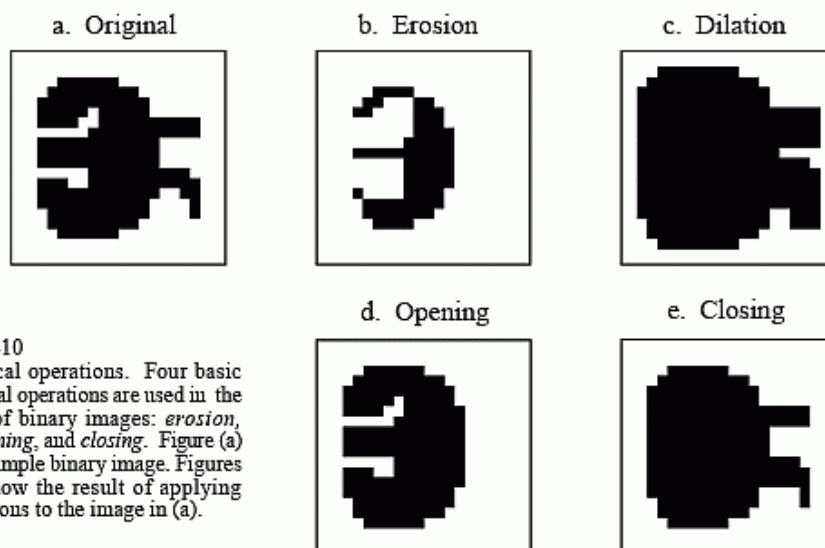 a. Original
b. Erosion
c. Dilation
d. Opening
e. Closing
10
cal operations. Four basic
al operations are used in the
of binary images: erosion,
ning, and closing. Figure (a)
mple binary image. Figures
ow the result of applying
ons to the image in (a).